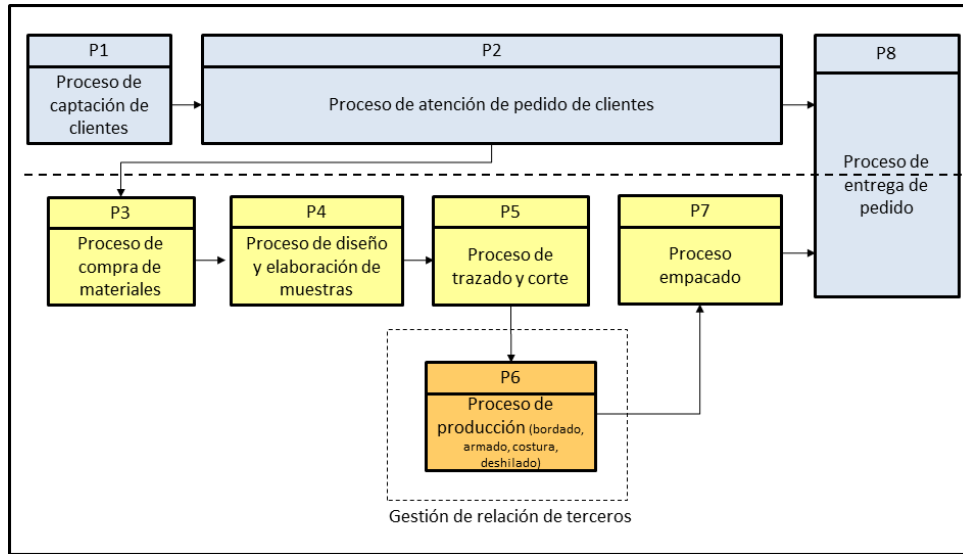 P1
Proceso de
captación de
clientes
P2
Proceso de atención de pedido de clientes
P8
Proceso de
entrega de
pedido
P3
Proceso de
compra de
materiales
P4
Proceso de diseño
y elaboración de
muestras
P5
Proceso de
trazado y corte
P7
Proceso
empacado
P6
Proceso de
producción (bordado,
armado, costura,
deshilado)
Gestión de relación de terceros